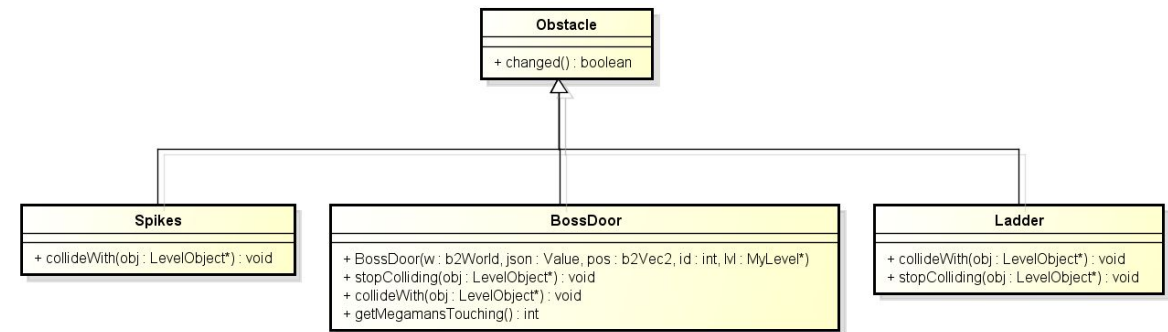 Obstacle
+ changed() : boolean
Spikes
+ collideWith(obj : LevelObject*) : void
BossDoor
+ BossDoor(w : b2World, json : Value, pos : b2Vec2, id : int, lvl : MyLevel*)
+ stopColliding(obj : LevelObject*) : void
+ collideWith(obj : LevelObject*) : void
+ getMegamansTouching() : int
Ladder
+ collideWith(obj : LevelObject*) : void
+ stopColliding(obj : LevelObject*) : void